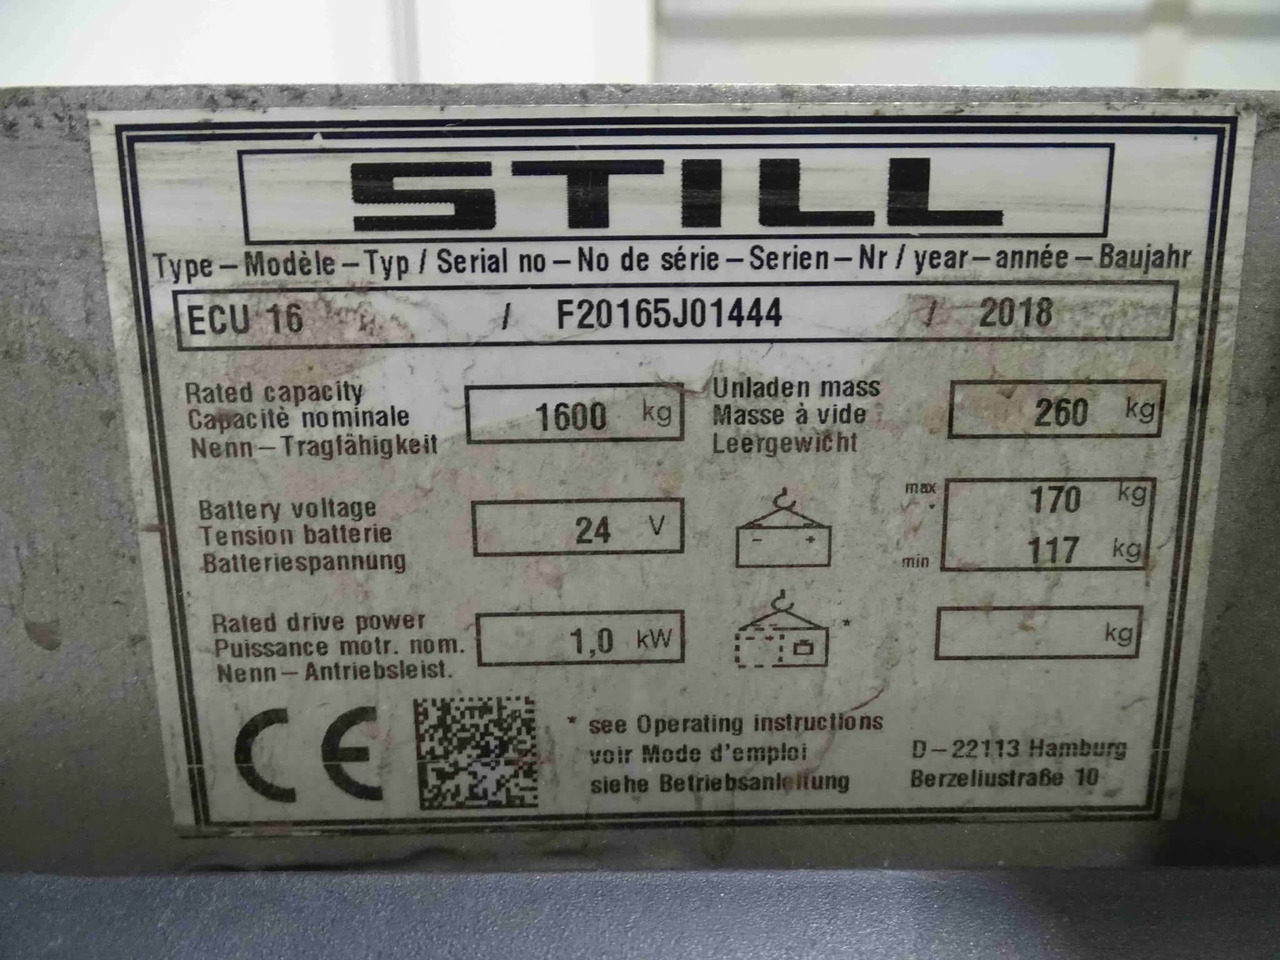 STILL
Type – Modèle – Typ / Serial no – No de série – Serien – Nr / year – année – Baujahr
ECU 16 / F20165J01444 / 2018
Rated capacity
Capacitè nominale
Nenn – Tragfähigkeit
1600 kg
Unladen mass
Masse à vide
Leergewicht
260 kg
Battery voltage
Tension batterie
Batteriespannung
24 V
- +
max
*
min
170 kg
117 kg
Rated drive power
Puissance motr. nom.
Nenn – Antriebsleist.
1,0 kW
*
kg
CE
* see Operating instructions
voir Mode d'emploi
siehe Betriebsanleitung
D – 22113 Hamburg
Berzeliustraße 10